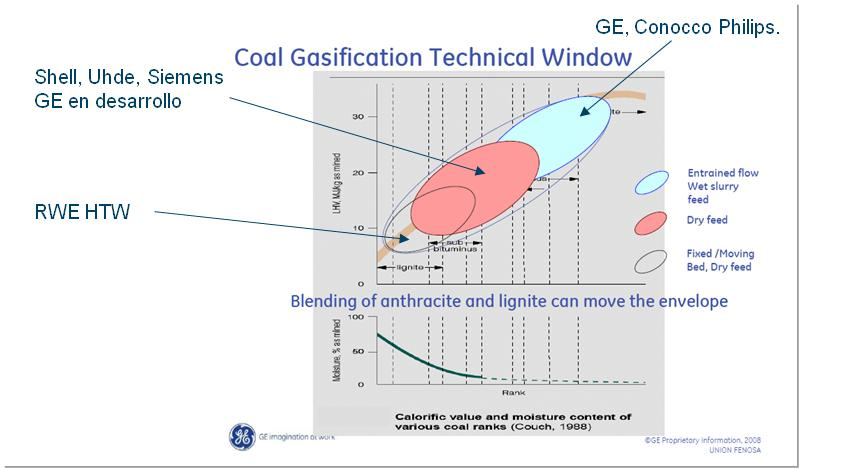 GE, Conocco Philips.
Coal Gasification Technical Window
Shell, Uhde, Siemens
GE en desarrollo
RWE HTW
LHV, MJ/kg as mined
30
20
10
0
sub
bituminus
lignite
Entrained flow
Wet slurry
feed
Dry feed
Fixed /Moving
Bed, Dry feed
Blending of anthracite and lignite can move the envelope
Moisture, % as mined
100
50
0
Rank
Calorific value and moisture content of
various coal ranks (Couch, 1988)
GE imagination at work
©GE Proprietary Information, 2008
UNION FENOSA